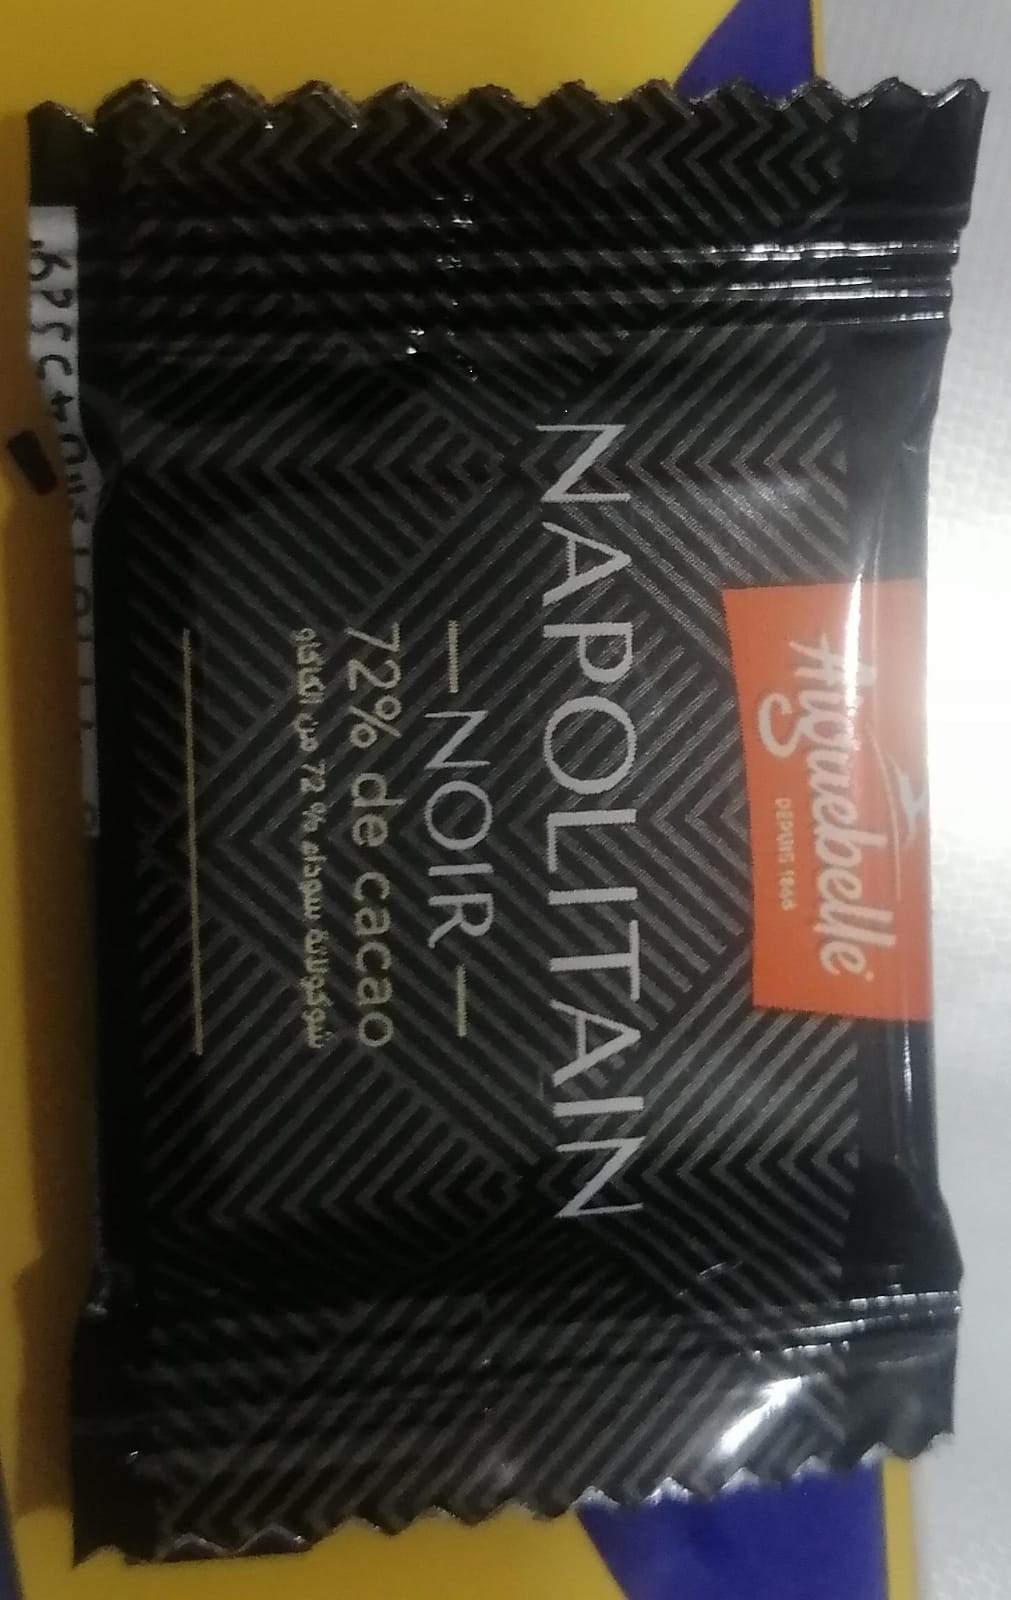 Aiguebelle
DEPUIS 1868
NAPOLITAIN
NOIR
72% de cacao
شوكولاتة سوداء % 72 من الكاكاو